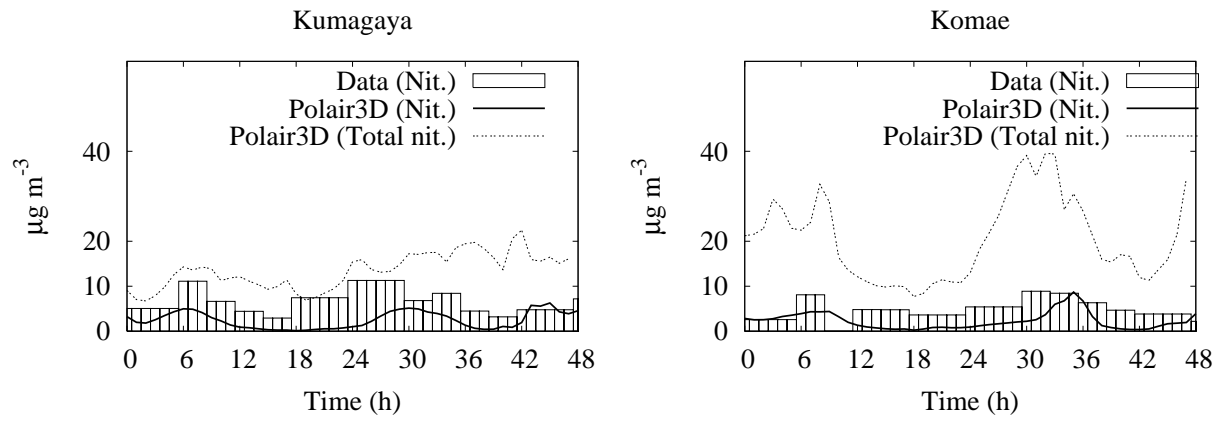 Kumagaya
Data (Nit.)
Polair3D (Nit.)
Polair3D (Total nit.)
40
20
10
0
µg m-3
0 6 12 18 24 30 36 42 48
Time (h)
Komae
Data (Nit.)
Polair3D (Nit.)
Polair3D (Total nit.)
40
20
10
0
µg m-3
0 6 12 18 24 30 36 42 48
Time (h)